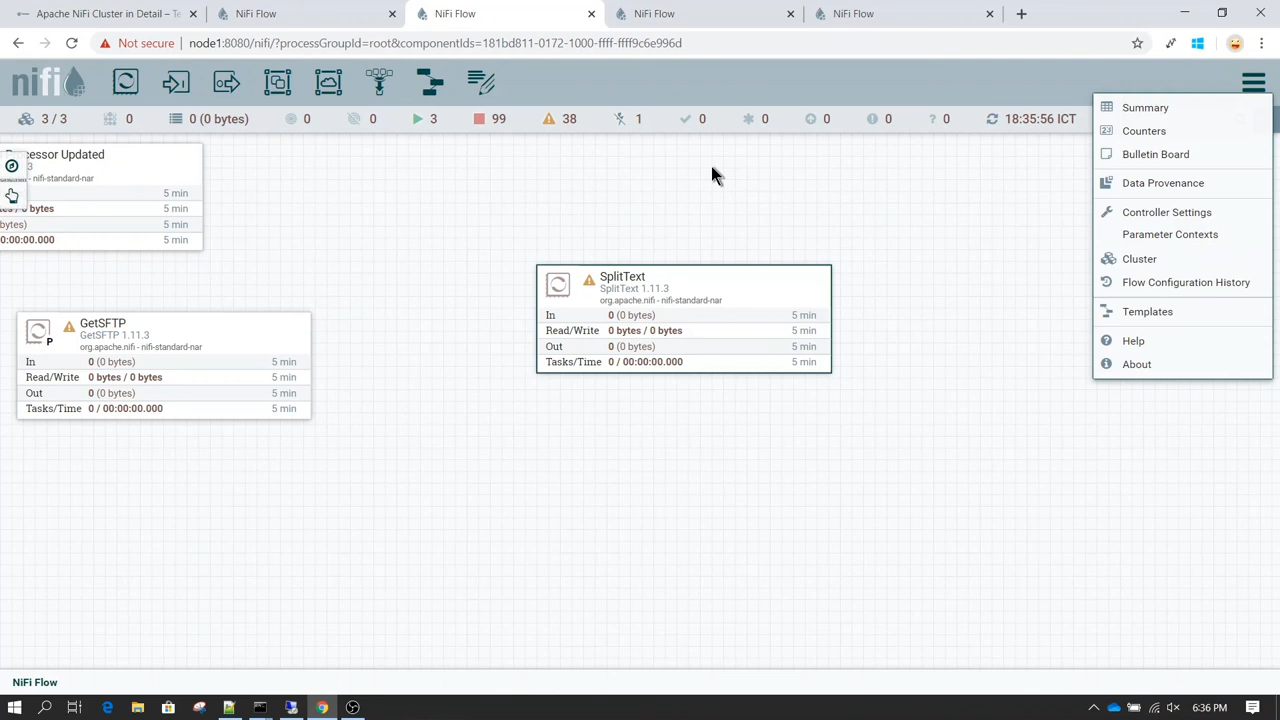 Apache NiFi Cluster in Detail – Te
NiFi Flow
NiFi Flow
NiFi Flow
NiFi Flow
Not secure
node1:8080/nifi/?processGroupId=root&componentIds=181bd811-0172-1000-ffff-ffff9c6e996d
nifi
3 / 3
0
0 (0 bytes)
0
0
3
99
38
1
0
0
0
0
0
18:35:56 ICT
Summary
Counters
Bulletin Board
Data Provenance
Controller Settings
Parameter Contexts
Cluster
Flow Configuration History
Templates
Help
About
rocessor Updated
3
- nifi-standard-nar
5 min
/ 0 bytes 5 min
bytes) 5 min
0:00:00.000 5 min
SplitText
SplitText 1.11.3
org.apache.nifi - nifi-standard-nar
In 0 (0 bytes) 5 min
Read/Write 0 bytes / 0 bytes 5 min
Out 0 (0 bytes) 5 min
Tasks/Time 0 / 00:00:00.000 5 min
P
GetSFTP
GetSFTP 1.11.3
org.apache.nifi - nifi-standard-nar
In 0 (0 bytes) 5 min
Read/Write 0 bytes / 0 bytes 5 min
Out 0 (0 bytes) 5 min
Tasks/Time 0 / 00:00:00.000 5 min
NiFi Flow
6:36 PM